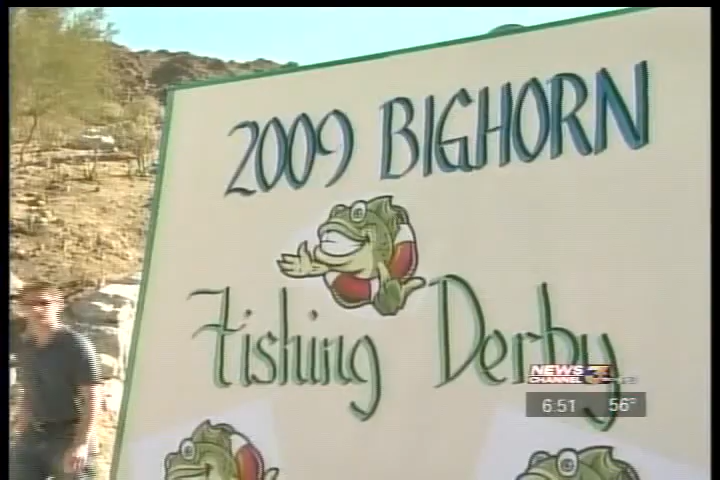 2009 BIGHORN
Fishing Derby
NEWS
CHANNEL 3
6:51 56°